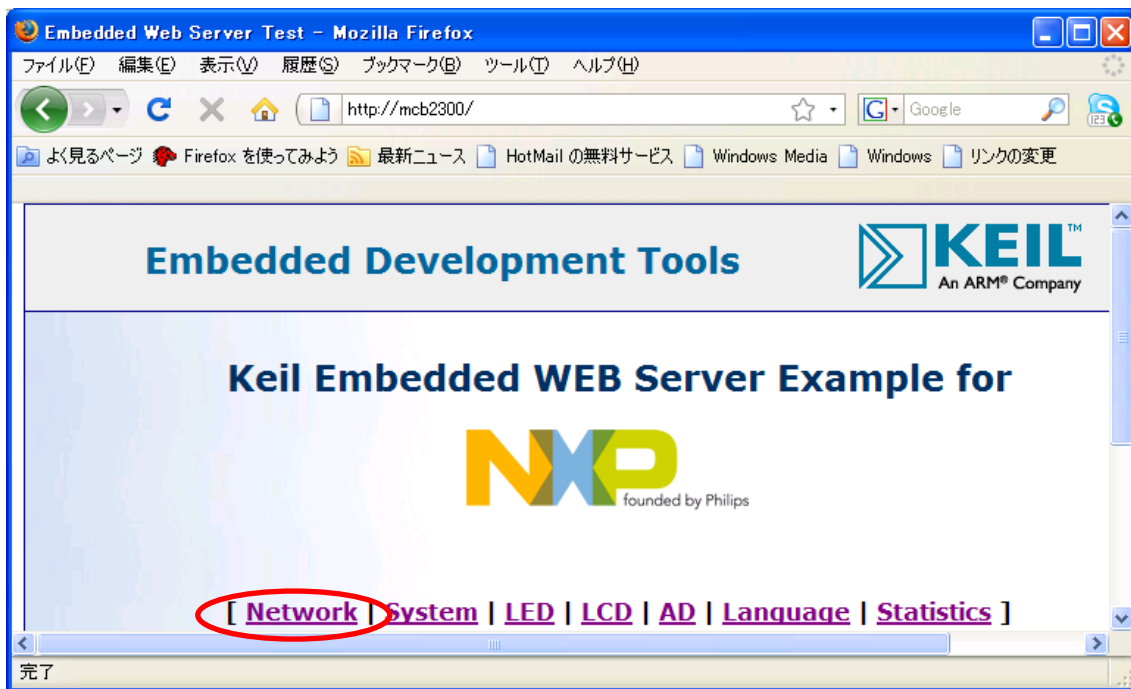 Embedded Web Server Test - Mozilla Firefox
ファイル(F) 編集(E) 表示(V) 履歴(S) ブックマーク(B) ツール(T) ヘルプ(H)
http://mcb2300/ G Google 123
よく見るページ Firefox を使ってみよう 最新ニュース HotMail の無料サービス Windows Media Windows リンクの変更
Embedded Development Tools
KEIL™
An ARM® Company
Keil Embedded WEB Server Example for
NXP
founded by Philips
[ Network | System | LED | LCD | AD | Language | Statistics ]
完了